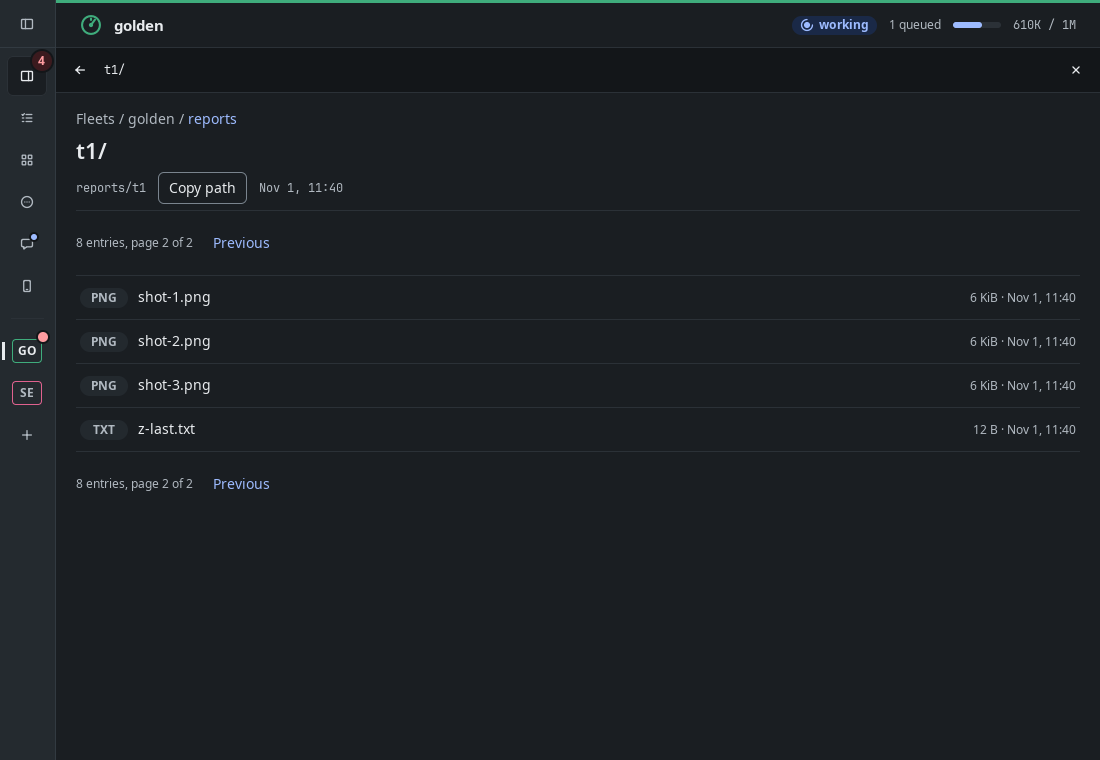 golden
working
1 queued
610K / 1M
4
t1/
Fleets / golden / reports
t1/
reports/t1
Copy path
Nov 1, 11:40
8 entries, page 2 of 2
Previous
PNG shot-1.png 6 KiB · Nov 1, 11:40
PNG shot-2.png 6 KiB · Nov 1, 11:40
PNG shot-3.png 6 KiB · Nov 1, 11:40
TXT z-last.txt 12 B · Nov 1, 11:40
8 entries, page 2 of 2
Previous
GO
SE